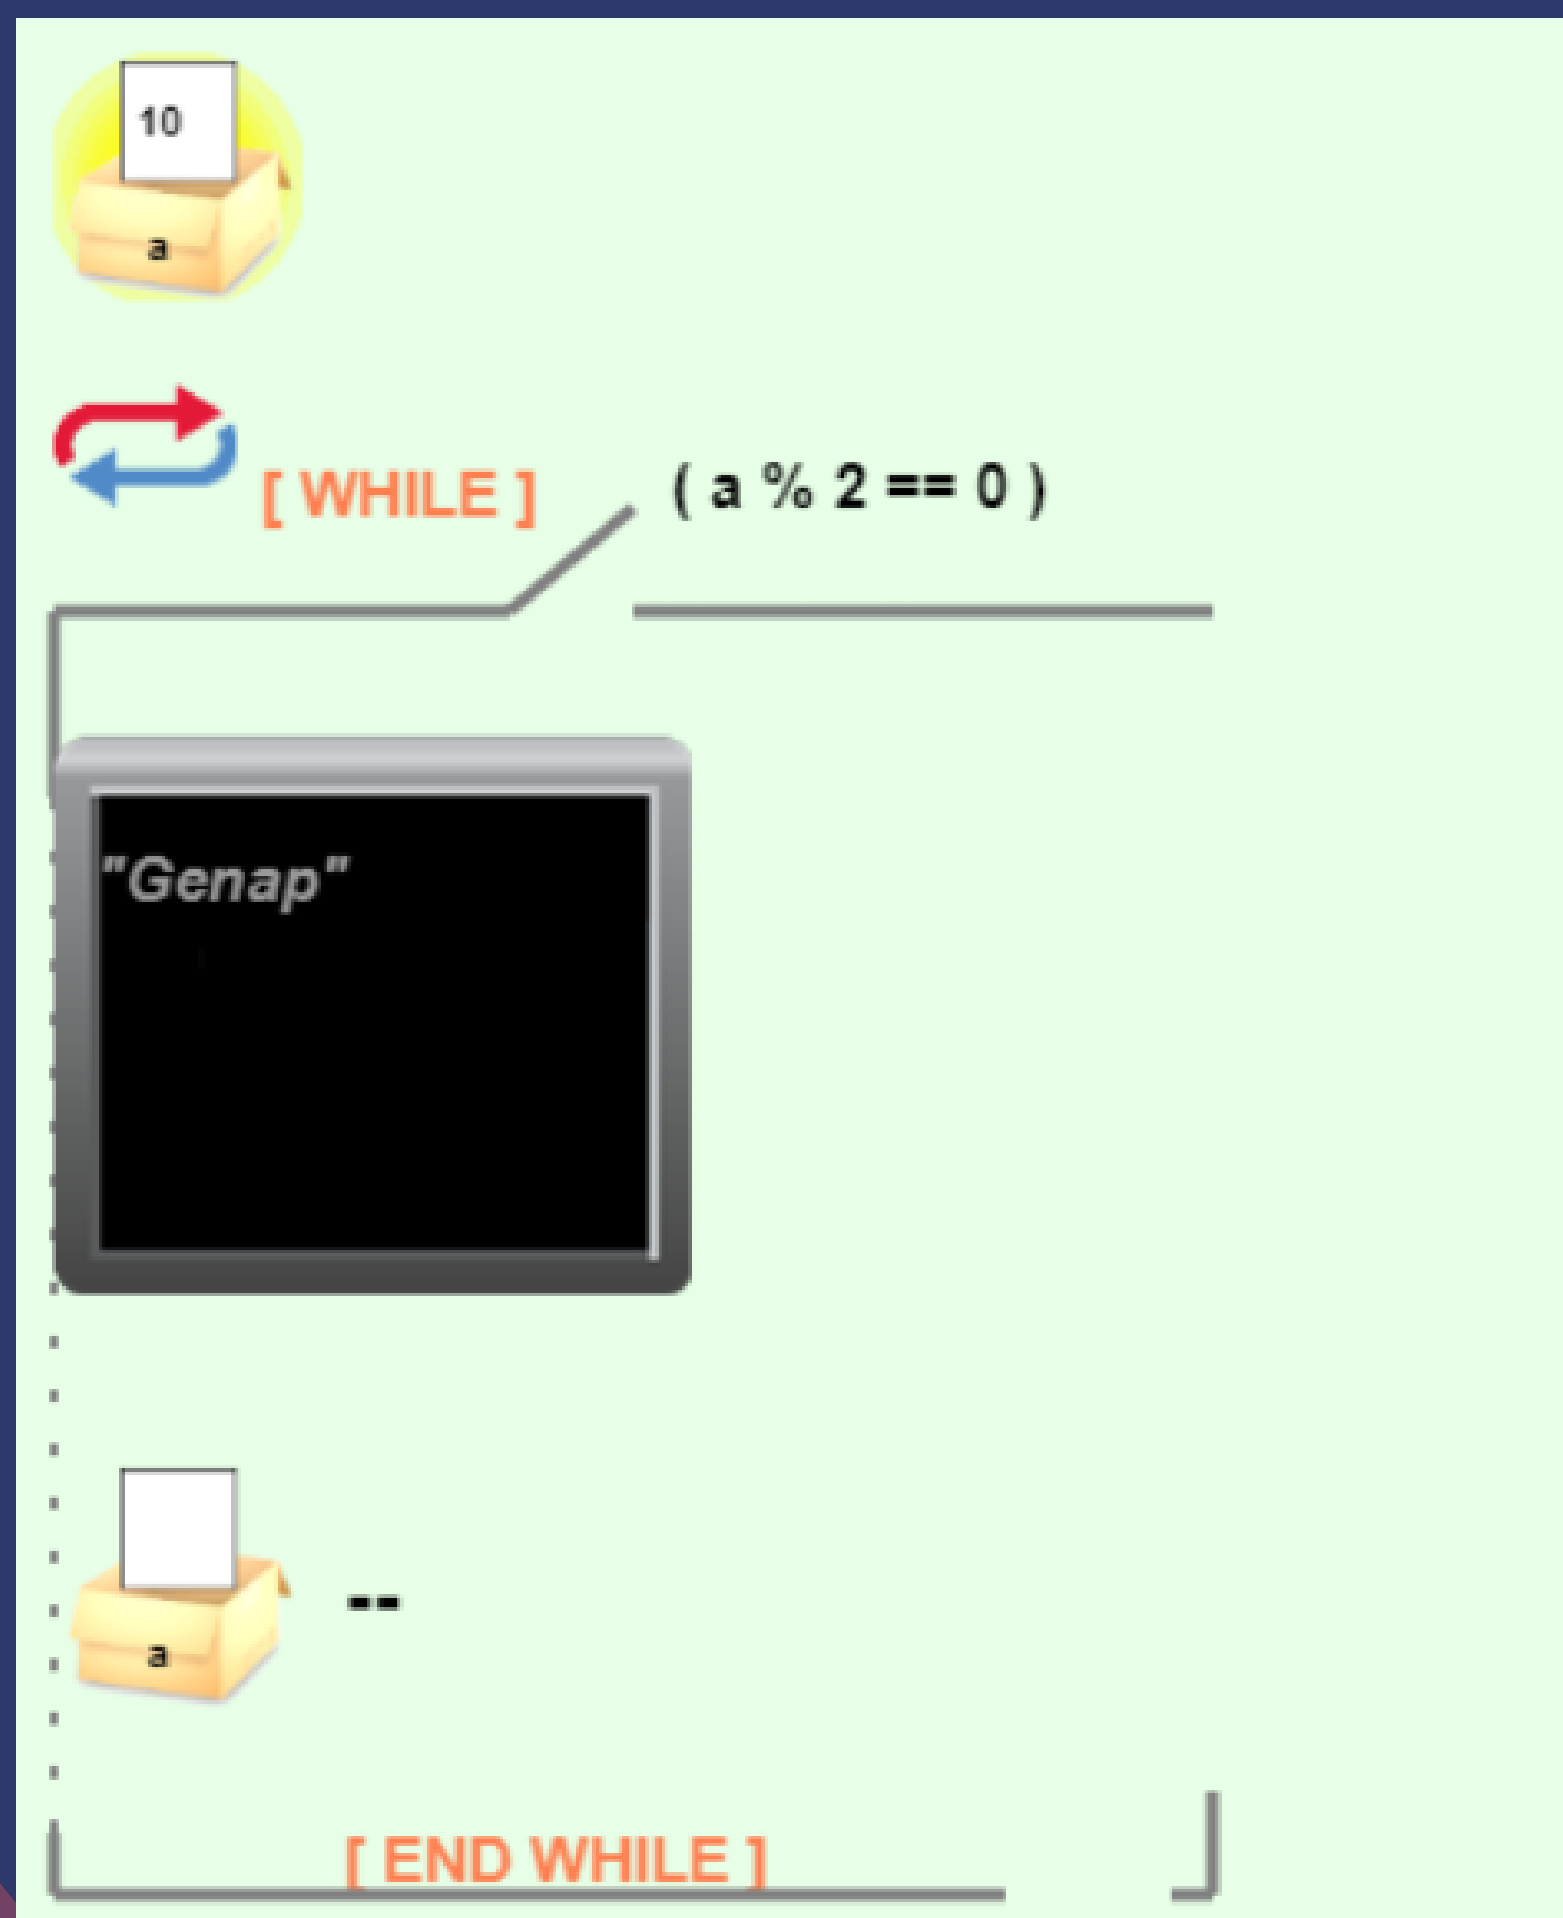 10
a
[ WHILE ] ( a % 2 == 0 )
"Genap"
a --
[ END WHILE ]